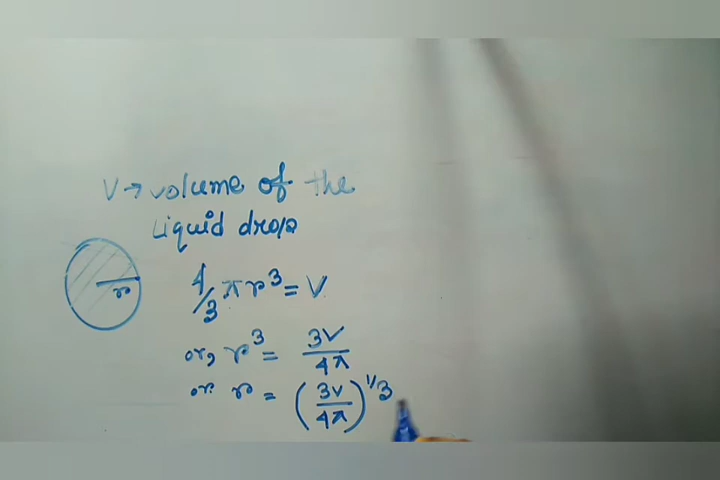 V → volume of the
Liquid drop
r
4/3 πr³ = V
or, r³ = 3V/4π
or r = (3V/4π)^1/3